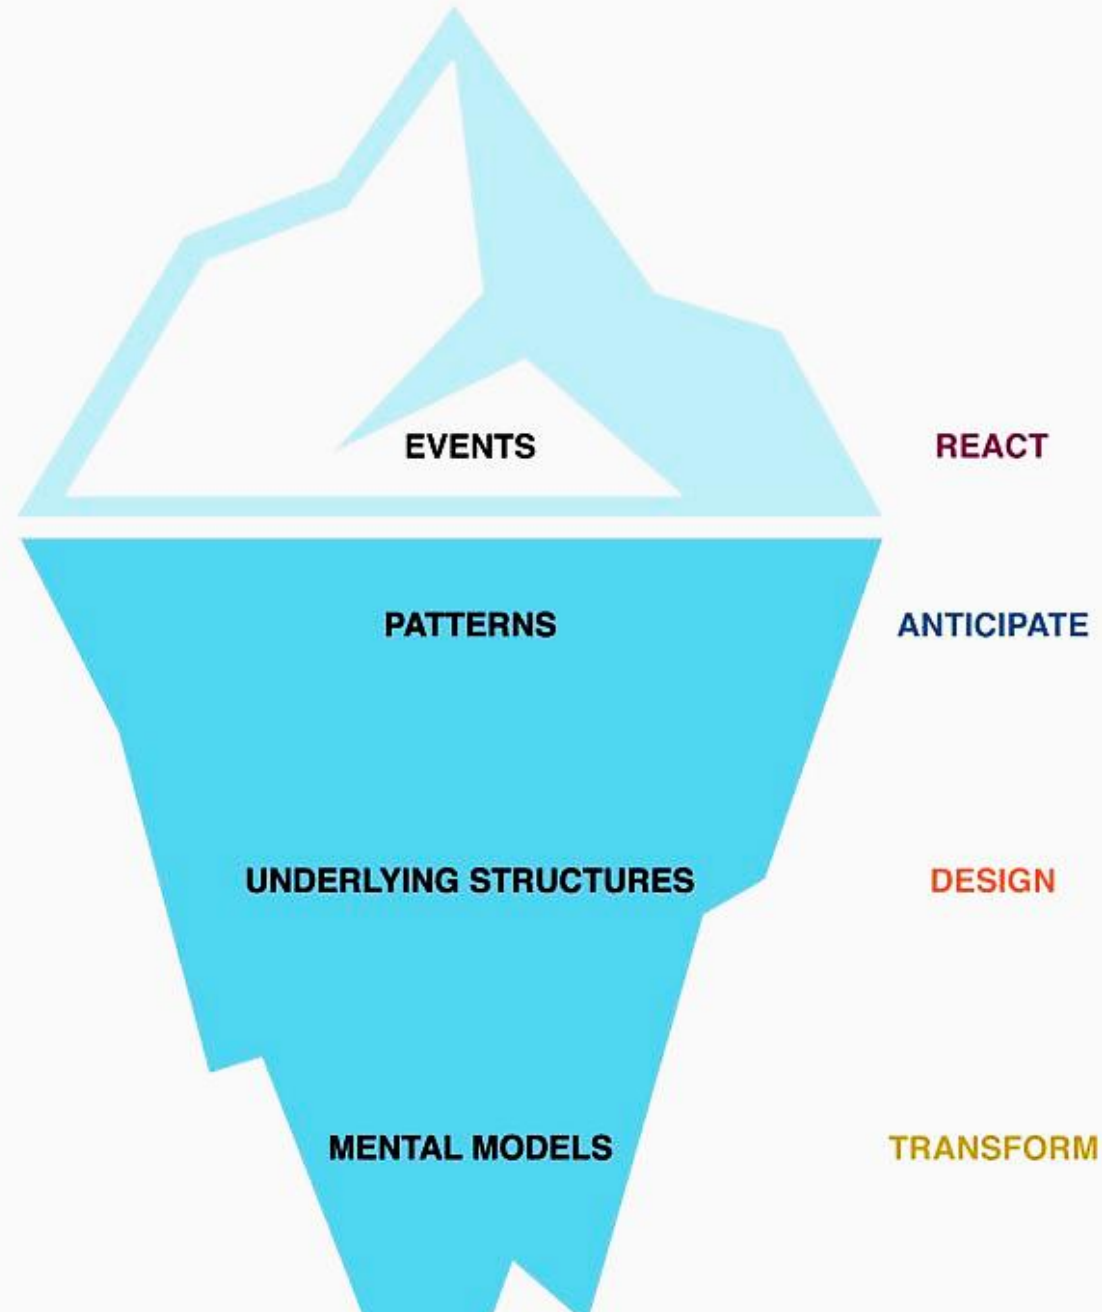 EVENTS REACT
PATTERNS ANTICIPATE
UNDERLYING STRUCTURES DESIGN
MENTAL MODELS TRANSFORM